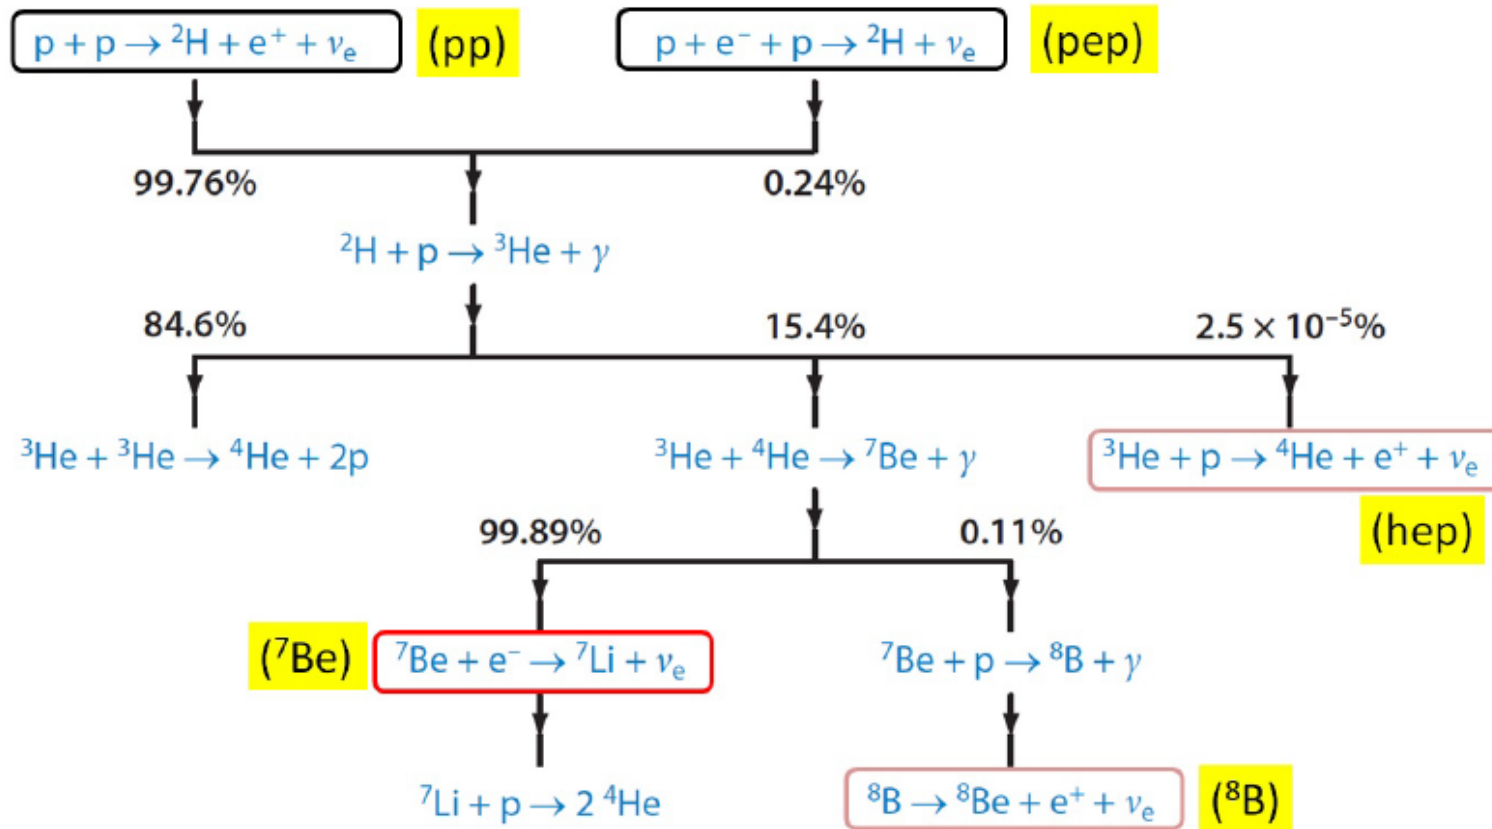 p + p → ²H + e⁺ + νₑ (pp) p + e⁻ + p → ²H + νₑ (pep)
99.76% 0.24%
²H + p → ³He + γ
84.6% 15.4% 2.5 × 10⁻⁵%
³He + ³He → ⁴He + 2p ³He + ⁴He → ⁷Be + γ ³He + p → ⁴He + e⁺ + νₑ
(hep)
99.89% 0.11%
(⁷Be) ⁷Be + e⁻ → ⁷Li + νₑ ⁷Be + p → ⁸B + γ
⁷Li + p → 2 ⁴He ⁸B → ⁸Be + e⁺ + νₑ (⁸B)